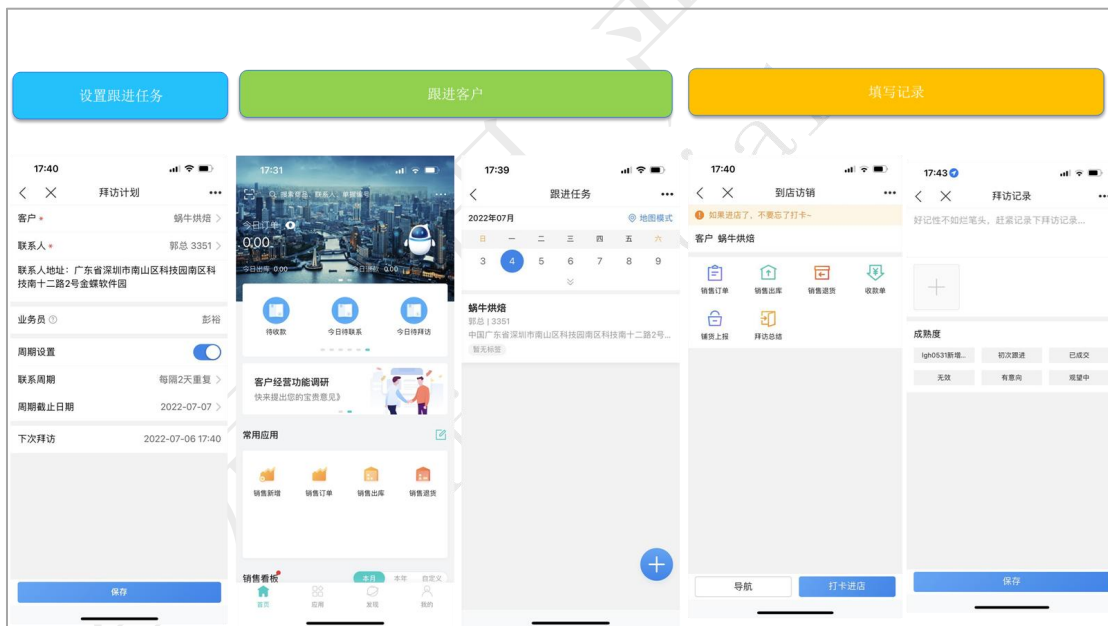 设置跟进任务
跟进客户
填写记录
17:40
拜访计划
客户*
蜗牛烘焙
联系人*
郭总 3351
联系人地址：广东省深圳市南山区科技园南区科
技南十二路2号金蝶软件园
业务员
彭裕
周期设置
联系周期
每隔2天重复
周期截止日期
2022-07-07
下次拜访
2022-07-06 17:40
保存
17:31
今日订单
0.00
今日出库 0.00
0.00
待收款
今日待联系
今日待拜访
客户经营功能调研
快来提出您的宝贵意见》
常用应用
销售新增
销售订单
销售出库
销售退货
销售看板
本月
本年
自定义
首页
应用
发现
我的
17:39
跟进任务
2022年07月
地图模式
日 一 二 三 四 五 六
3 4 5 6 7 8 9
蜗牛烘焙
郭总 | 3351
中国广东省深圳市南山区科技园南区科技南十二路2号...
暂无标签
17:40
到店访销
如果进店了，不要忘了打卡~
客户 蜗牛烘焙
销售订单
销售出库
销售退货
收款单
铺货上报
拜访总结
导航
打卡进店
17:43
拜访记录
好记性不如烂笔头，赶紧记录下拜访记录...
成熟度
lgh0531新增...
初次跟进
已成交
无效
有意向
观望中
保存